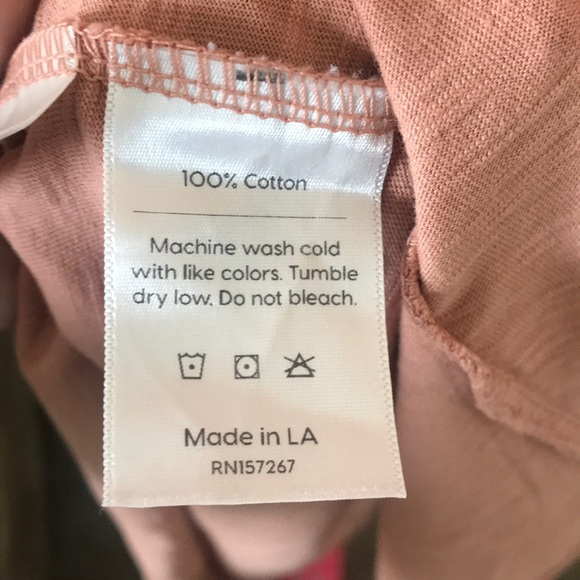 100% Cotton
Machine wash cold
with like colors. Tumble
dry low. Do not bleach.
Made in LA
RN157267